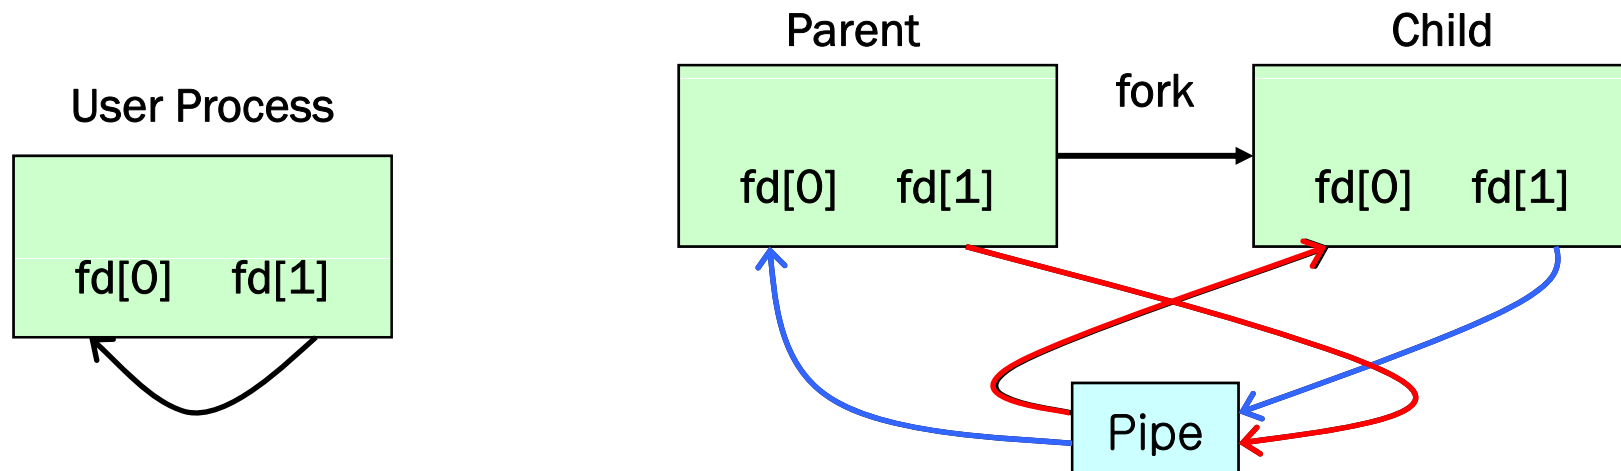 User Process
fd[0] fd[1]
Parent
fork
Child
fd[0] fd[1]
fd[0] fd[1]
Pipe